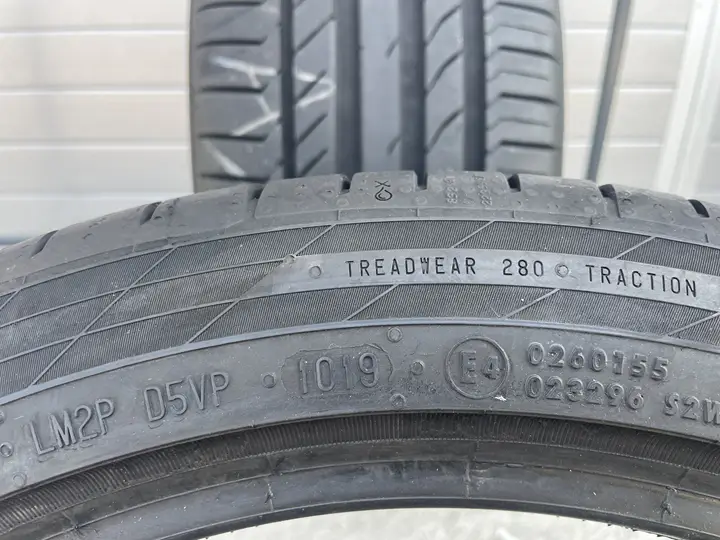 TREADWEAR 280 TRACTION
LM2P D5VP 1019 E4 0260155
023296 S2W